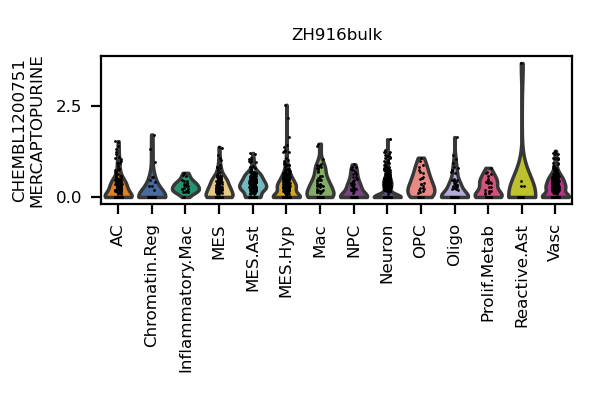 ZH916bulk
CHEMBL1200751
MERCAPTOPURINE
2.5
0.0
AC
Chromatin.Reg
Inflammatory.Mac
MES
MES.Ast
MES.Hyp
Mac
NPC
Neuron
OPC
Oligo
Prolif.Metab
Reactive.Ast
Vasc